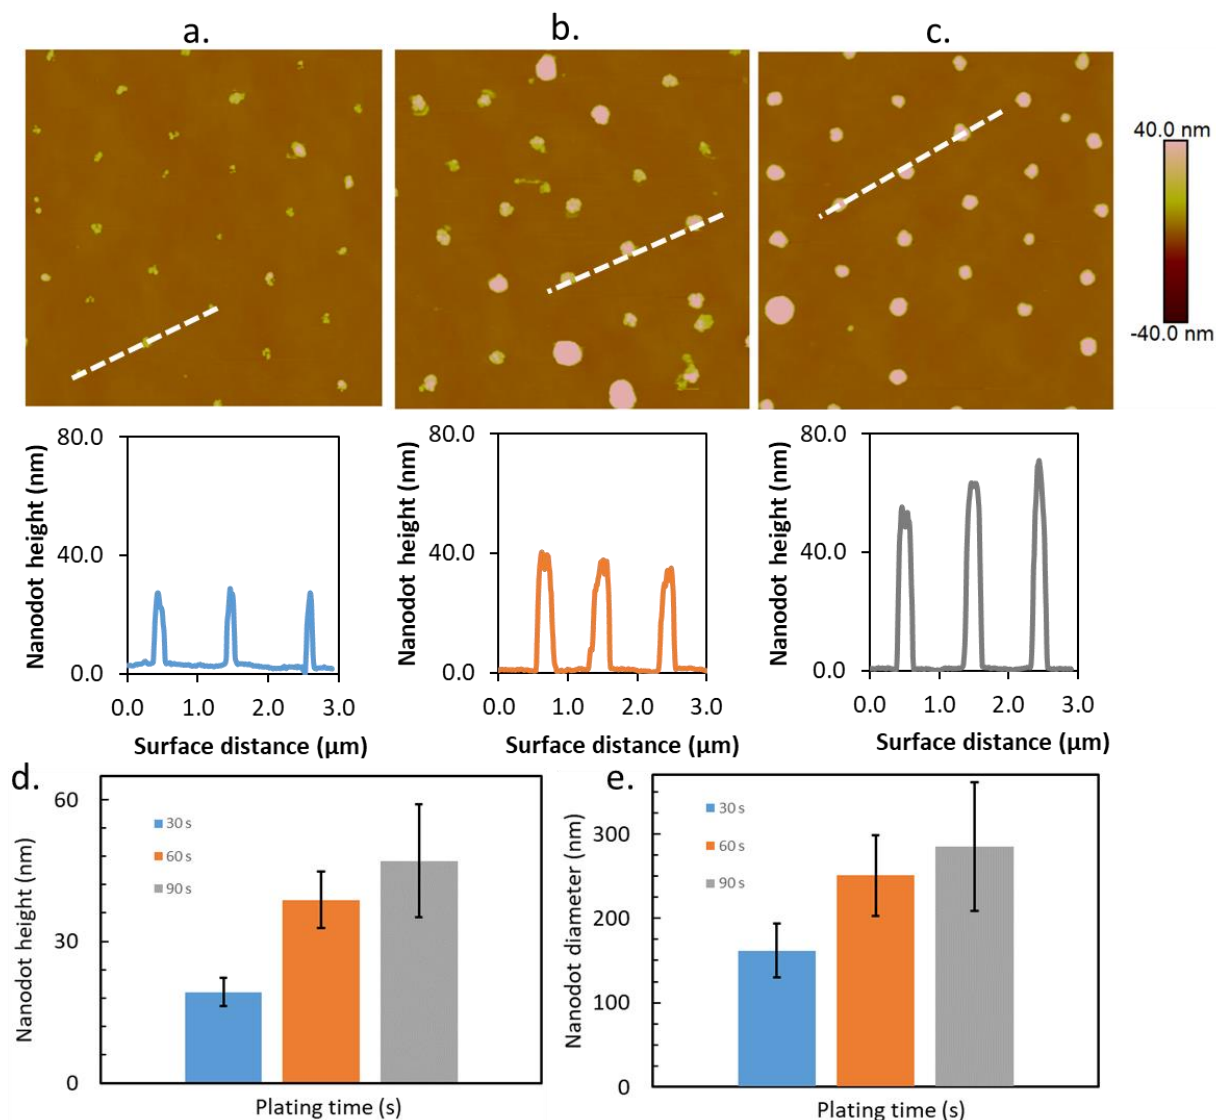 a.
b.
c.
40.0 nm
-40.0 nm
Nanodot height (nm)
80.0
40.0
0.0
0.0 1.0 2.0 3.0
Surface distance (µm)
Nanodot height (nm)
80.0
40.0
0.0
0.0 1.0 2.0 3.0
Surface distance (µm)
Nanodot height (nm)
80.0
40.0
0.0
0.0 1.0 2.0 3.0
Surface distance (µm)
d.
Nanodot height (nm)
60
30
0
30 s
60 s
90 s
Plating time (s)
e.
Nanodot diameter (nm)
300
200
100
0
30 s
60 s
90 s
Plating time (s)